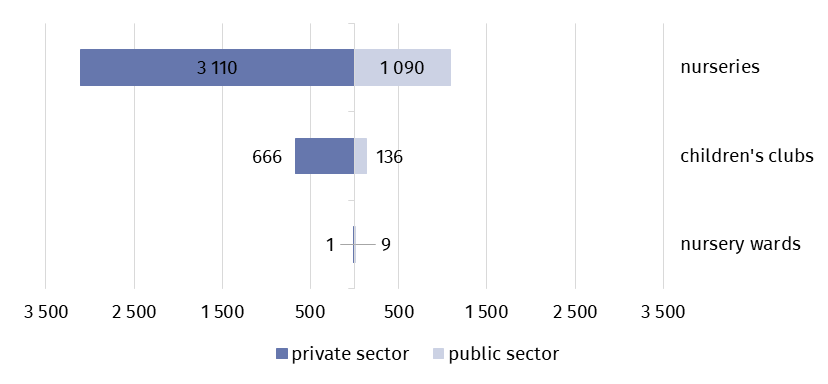 3 110 1 090 nurseries
666 136 children's clubs
1 9 nursery wards
3 500 2 500 1 500 500 500 1 500 2 500 3 500
private sector public sector